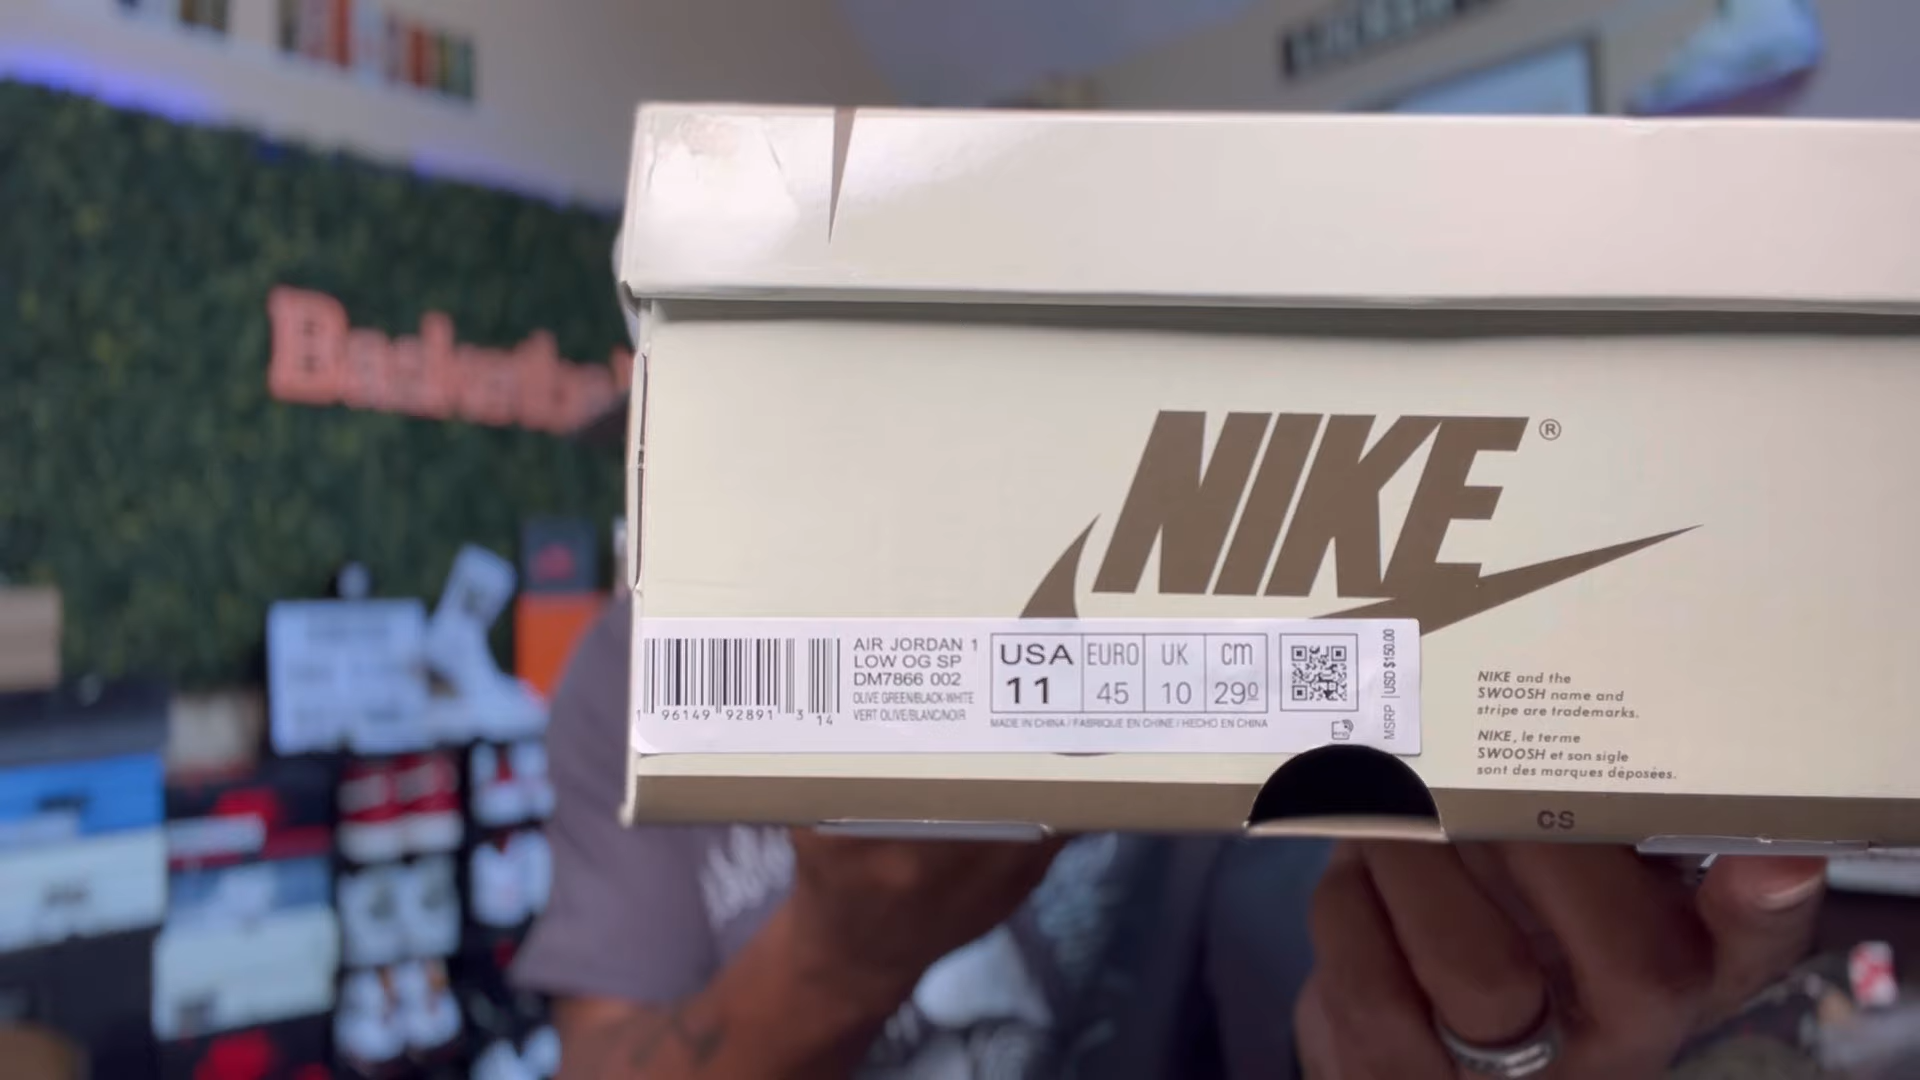 Basketba
NIKE®
AIR JORDAN 1
LOW OG SP
DM7866 002
OLIVE GREEN/BLACK-WHITE
VERT OLIVE/BLANC/NOIR
1 96149 92891 3 14
USA EURO UK cm
11 45 10 29⁰
MADE IN CHINA / FABRIQUE EN CHINE / HECHO EN CHINA
MSRP USD $150.00
NIKE and the
SWOOSH name and
stripe are trademarks.
NIKE, le terme
SWOOSH et son sigle
sont des marques déposées.
CS